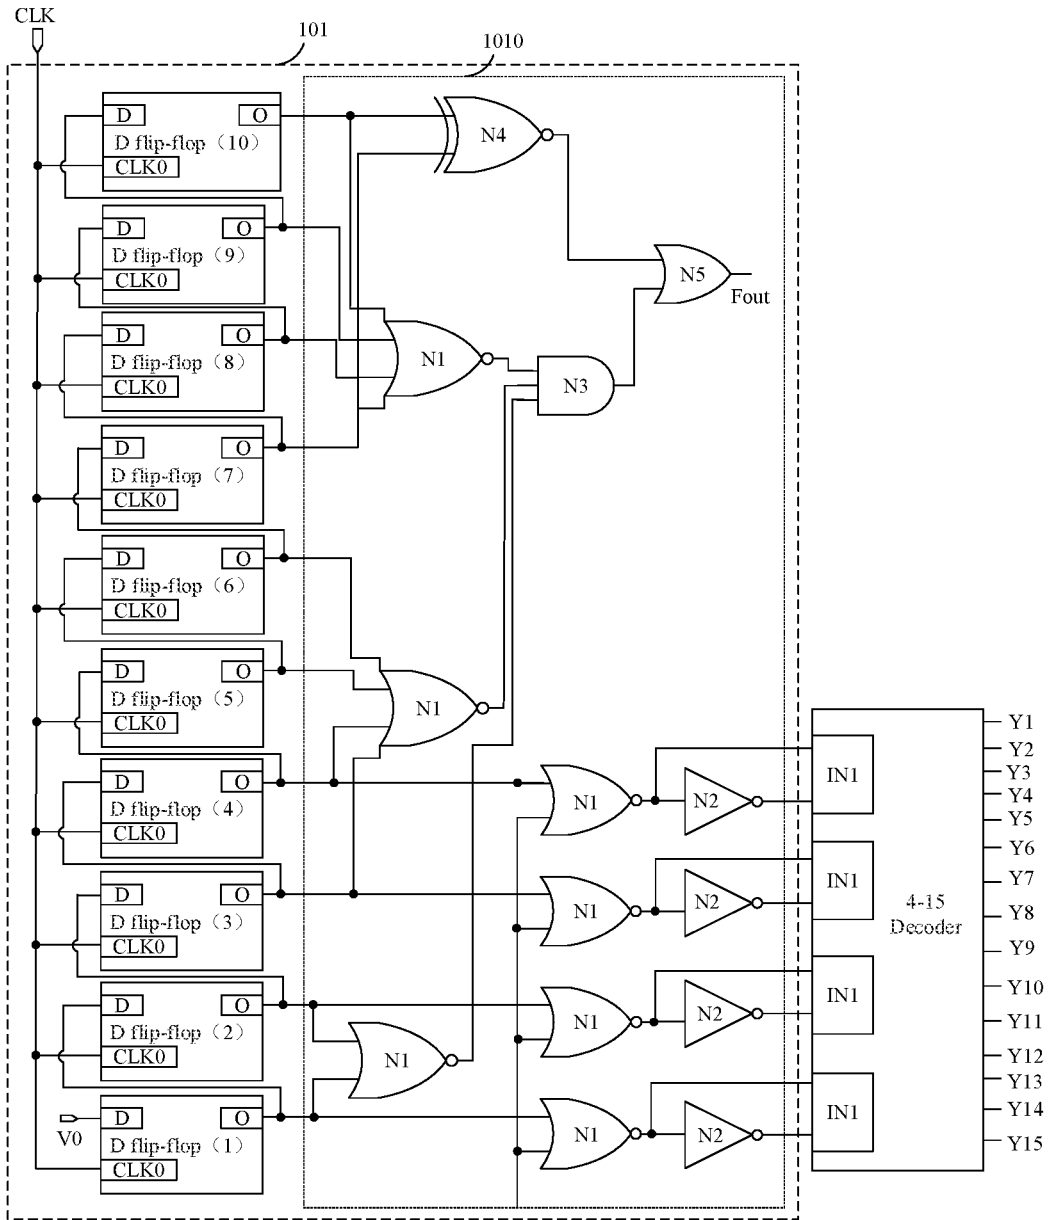 CLK
101
1010
D
O
D flip-flop（10）
CLK0
N4
D
O
D flip-flop（9）
CLK0
N5
Fout
D
O
D flip-flop（8）
CLK0
N1
N3
D
O
D flip-flop（7）
CLK0
D
O
D flip-flop（6）
CLK0
D
O
D flip-flop（5）
CLK0
N1
D
O
D flip-flop（4）
CLK0
N1
N2
IN1
D
O
D flip-flop（3）
CLK0
N1
N2
IN1
D
O
D flip-flop（2）
CLK0
N1
N1
N2
IN1
V0
D
O
D flip-flop（1）
CLK0
N1
N2
IN1
4-15
Decoder
Y1
Y2
Y3
Y4
Y5
Y6
Y7
Y8
Y9
Y10
Y11
Y12
Y13
Y14
Y15